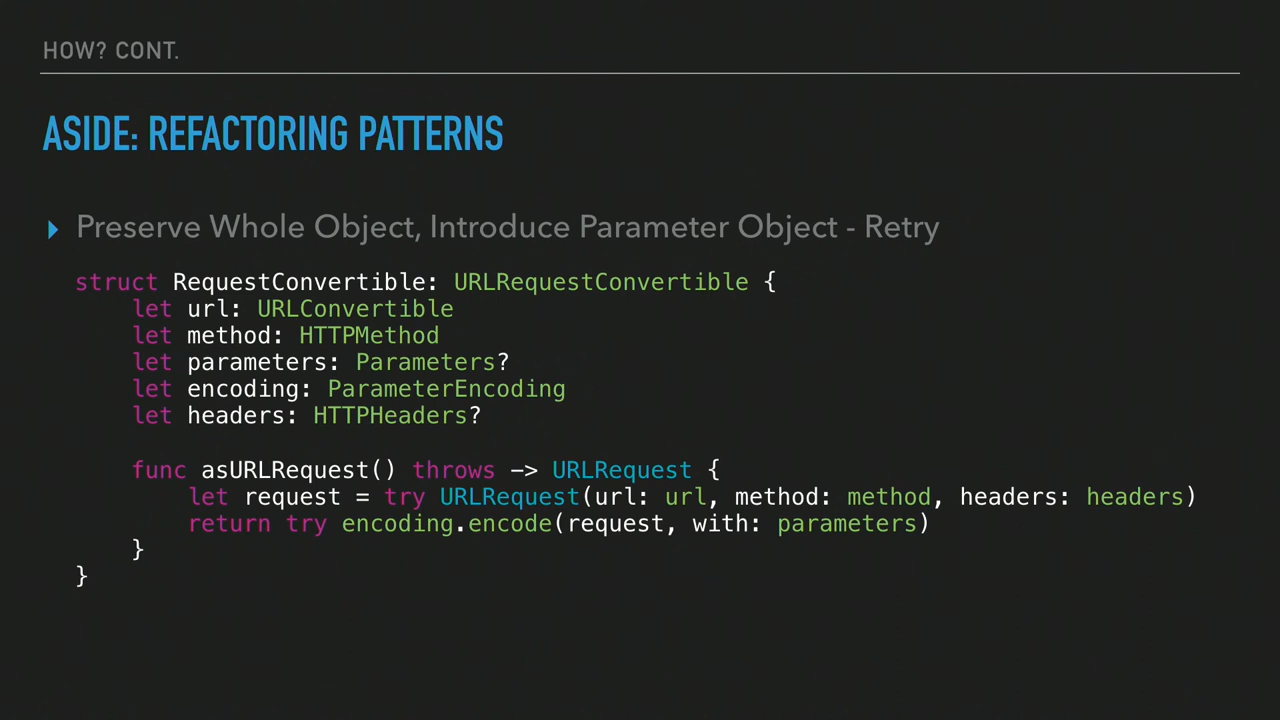 HOW? CONT.
ASIDE: REFACTORING PATTERNS
Preserve Whole Object, Introduce Parameter Object - Retry
struct RequestConvertible: URLRequestConvertible {
    let url: URLConvertible
    let method: HTTPMethod
    let parameters: Parameters?
    let encoding: ParameterEncoding
    let headers: HTTPHeaders?
    func asURLRequest() throws -> URLRequest {
        let request = try URLRequest(url: url, method: method, headers: headers)
        return try encoding.encode(request, with: parameters)
    }
}